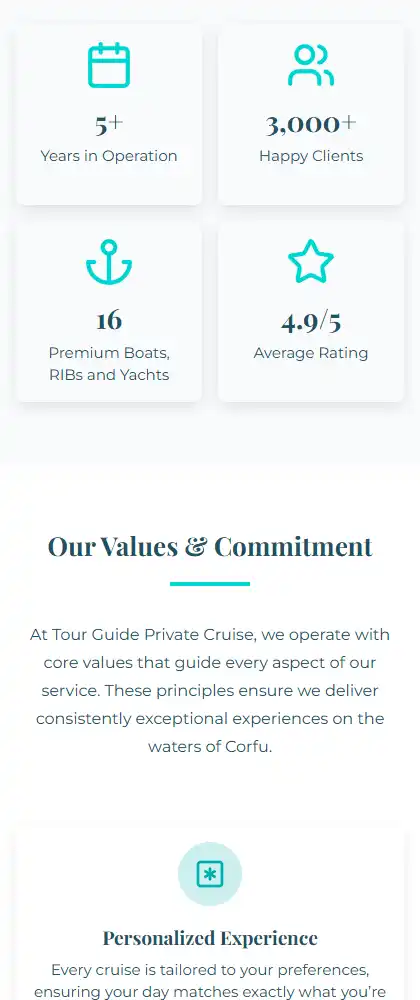 5+
Years in Operation
3,000+
Happy Clients
16
Premium Boats,
RIBs and Yachts
4.9/5
Average Rating
Our Values & Commitment
At Tour Guide Private Cruise, we operate with
core values that guide every aspect of our
service. These principles ensure we deliver
consistently exceptional experiences on the
waters of Corfu.
Personalized Experience
Every cruise is tailored to your preferences,
ensuring your day matches exactly what you're